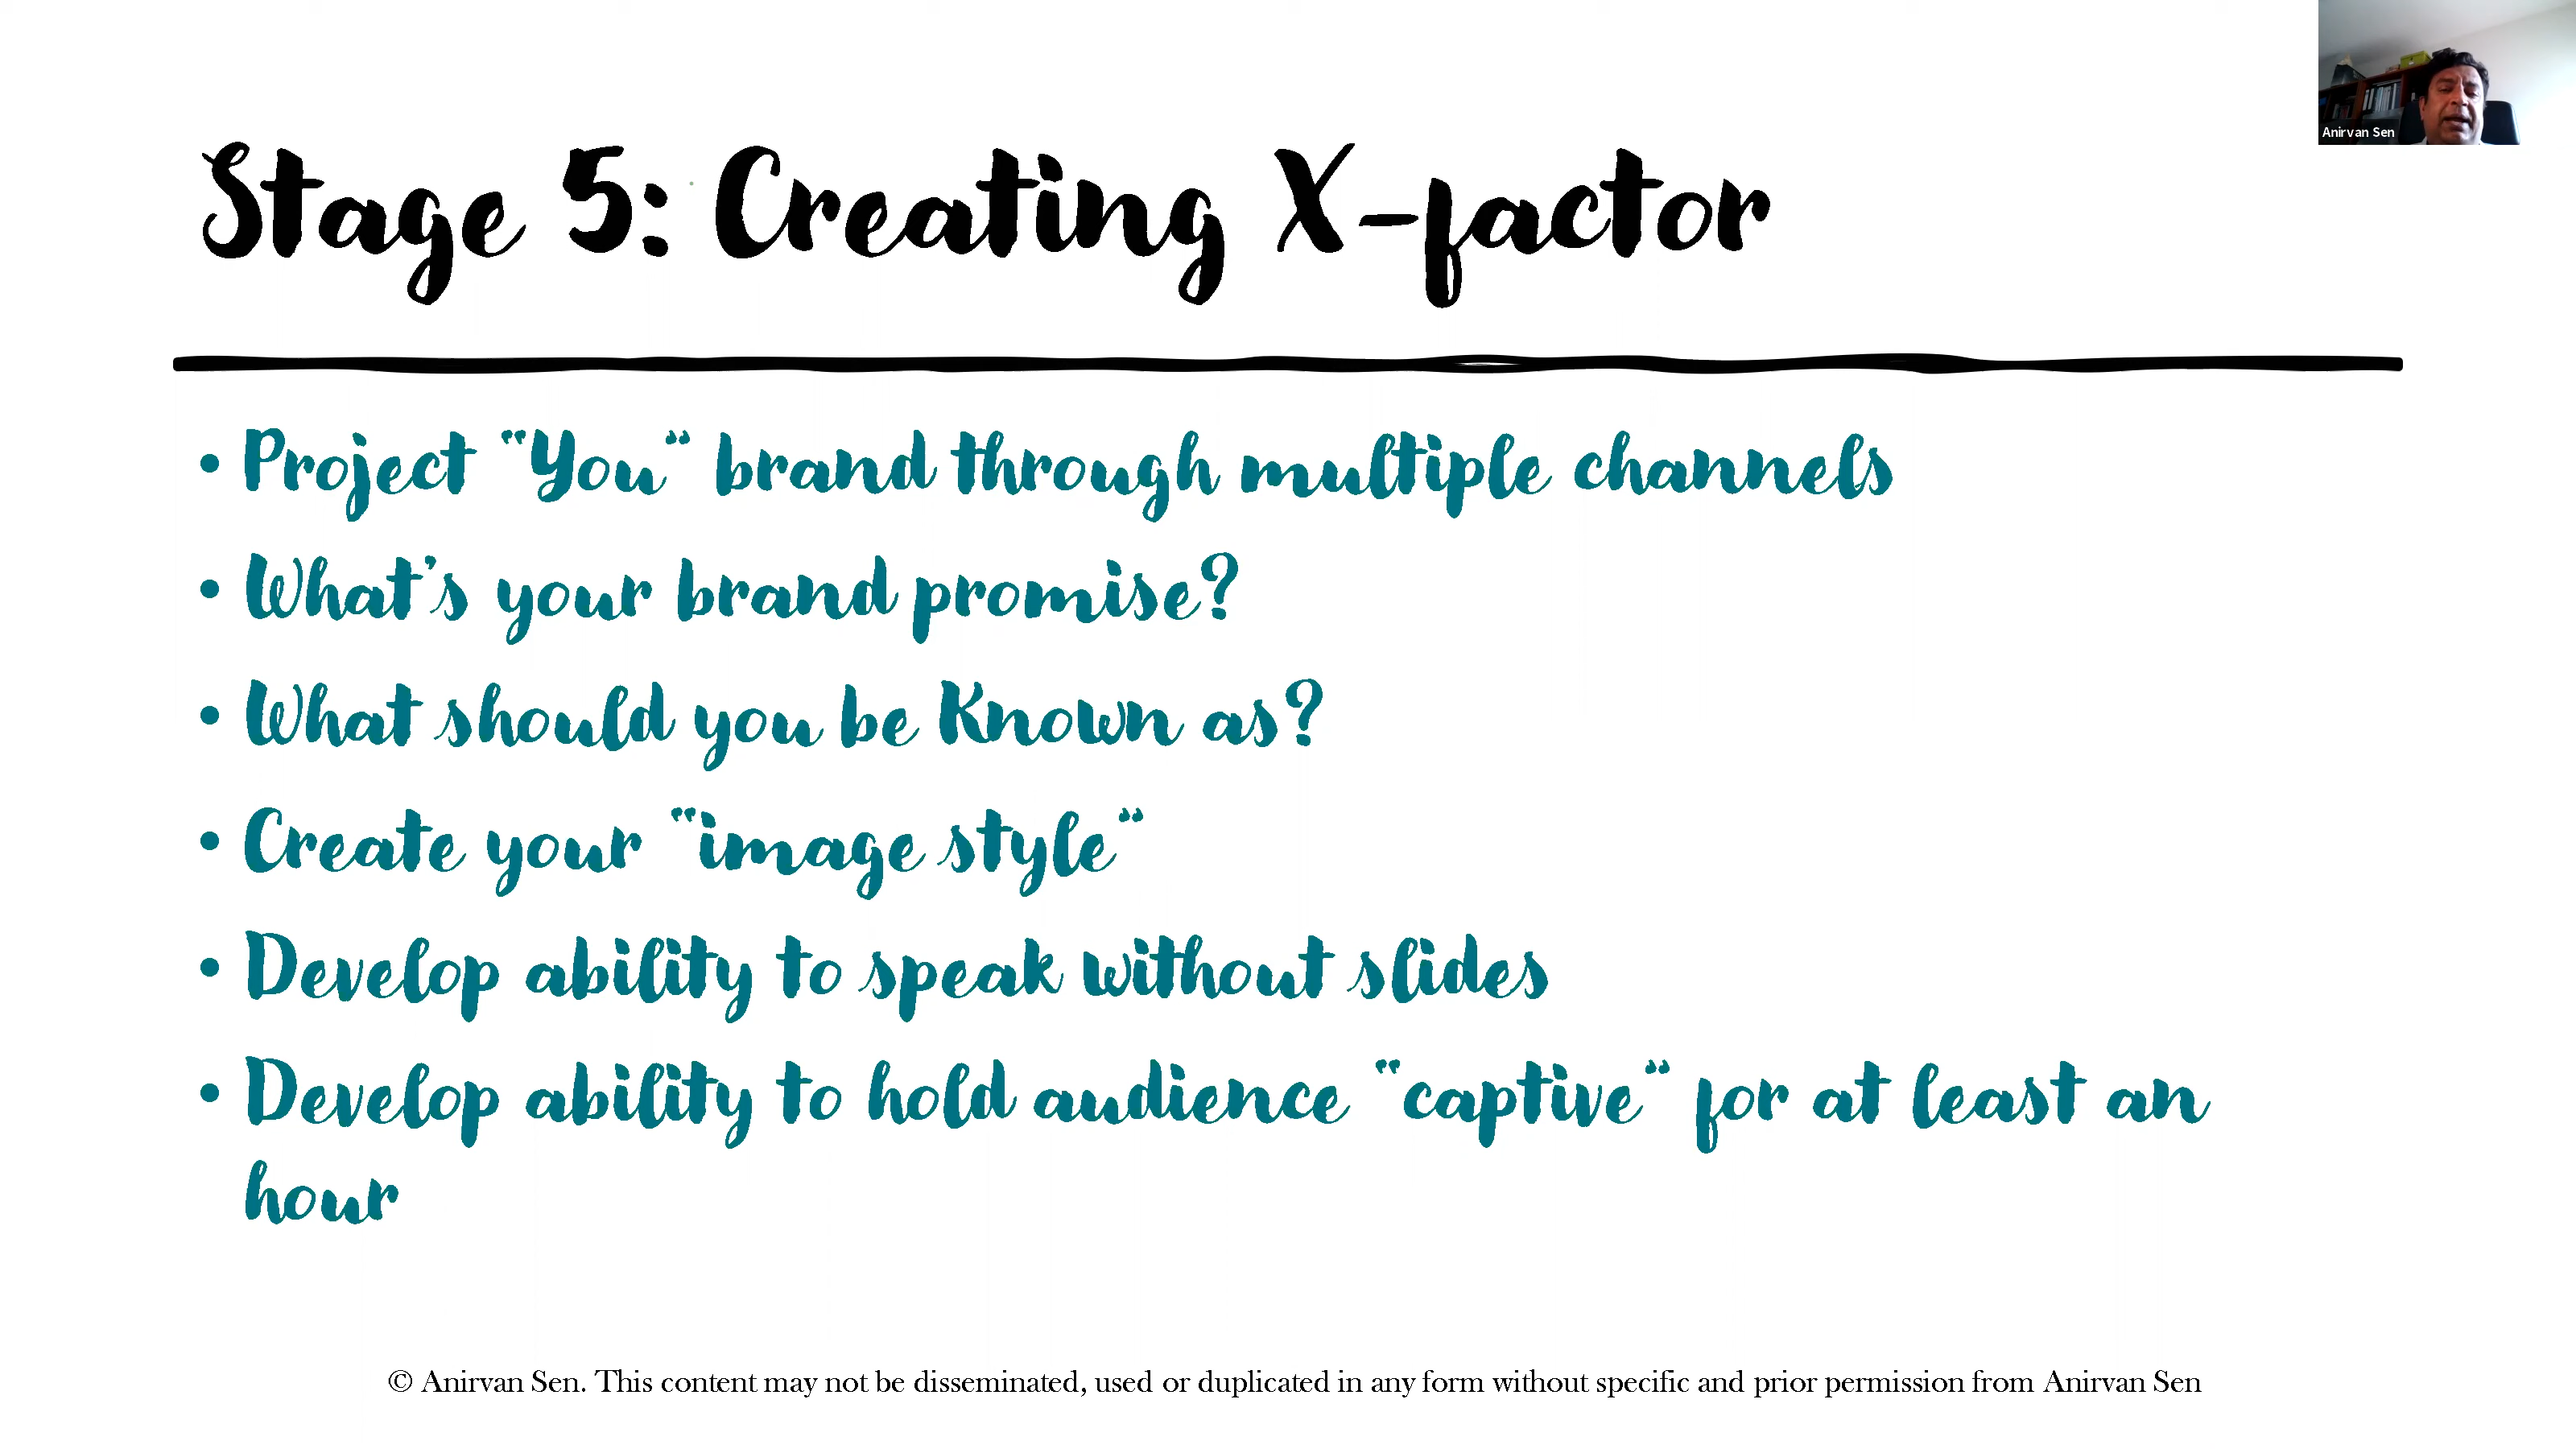 Anirvan Sen
Stage 5: Creating X-factor
• Project "You" brand through multiple channels
• What's your brand promise?
• What should you be Known as?
• Create your "image style"
• Develop ability to speak without slides
• Develop ability to hold audience "captive" for at least an
hour
© Anirvan Sen. This content may not be disseminated, used or duplicated in any form without specific and prior permission from Anirvan Sen